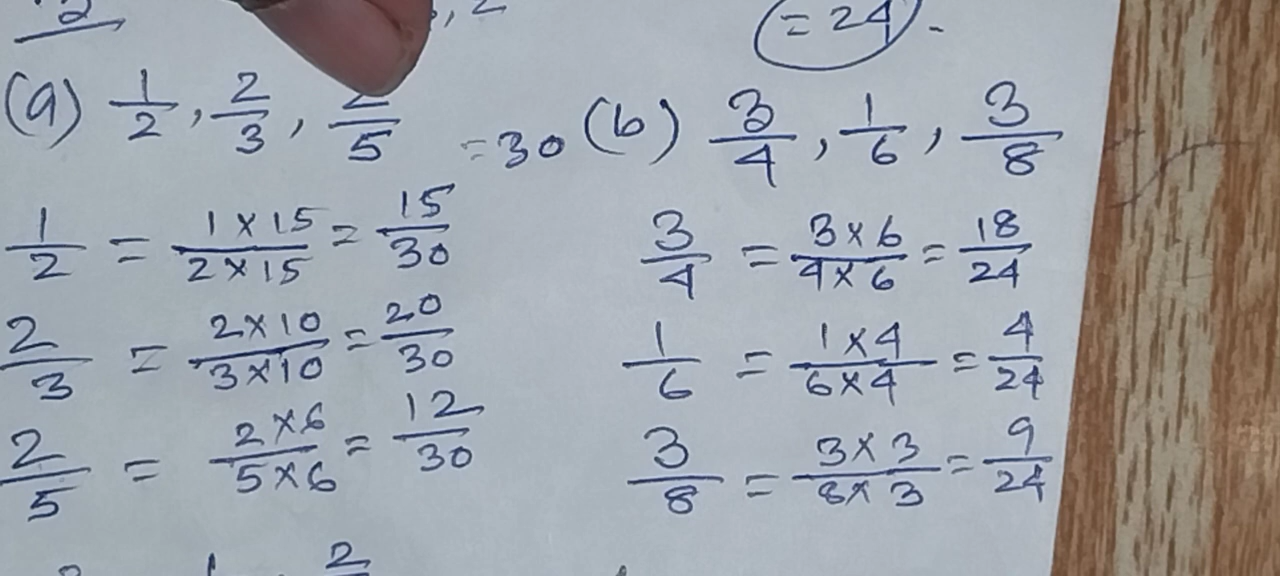 = 24
(a) 1/2, 2/3, 2/5 = 30
1/2 = 1 × 15/2 × 15 = 15/30
2/3 = 2 × 10/3 × 10 = 20/30
2/5 = 2 × 6/5 × 6 = 12/30
(b) 3/4, 1/6, 3/8
3/4 = 3 × 6/4 × 6 = 18/24
1/6 = 1 × 4/6 × 4 = 4/24
3/8 = 3 × 3/8 × 3 = 9/24